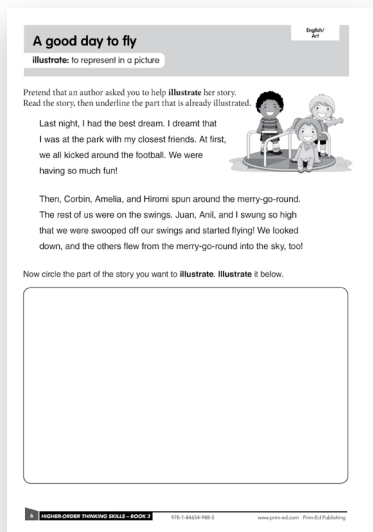 English/
Art
A good day to fly
illustrate: to represent in a picture
Pretend that an author asked you to help illustrate her story.
Read the story, then underline the part that is already illustrated.
Last night, I had the best dream. I dreamt that
I was at the park with my closest friends. At first,
we all kicked around the football. We were
having so much fun!
Then, Corbin, Amelia, and Hiromi spun around the merry-go-round.
The rest of us were on the swings. Juan, Anil, and I swung so high
that we were swooped off our swings and started flying! We looked
down, and the others flew from the merry-go-round into the sky, too!
Now circle the part of the story you want to illustrate. Illustrate it below.
6 HIGHER-ORDER THINKING SKILLS – BOOK 3 978-1-84654-988-5 www.prim-ed.com Prim-Ed Publishing